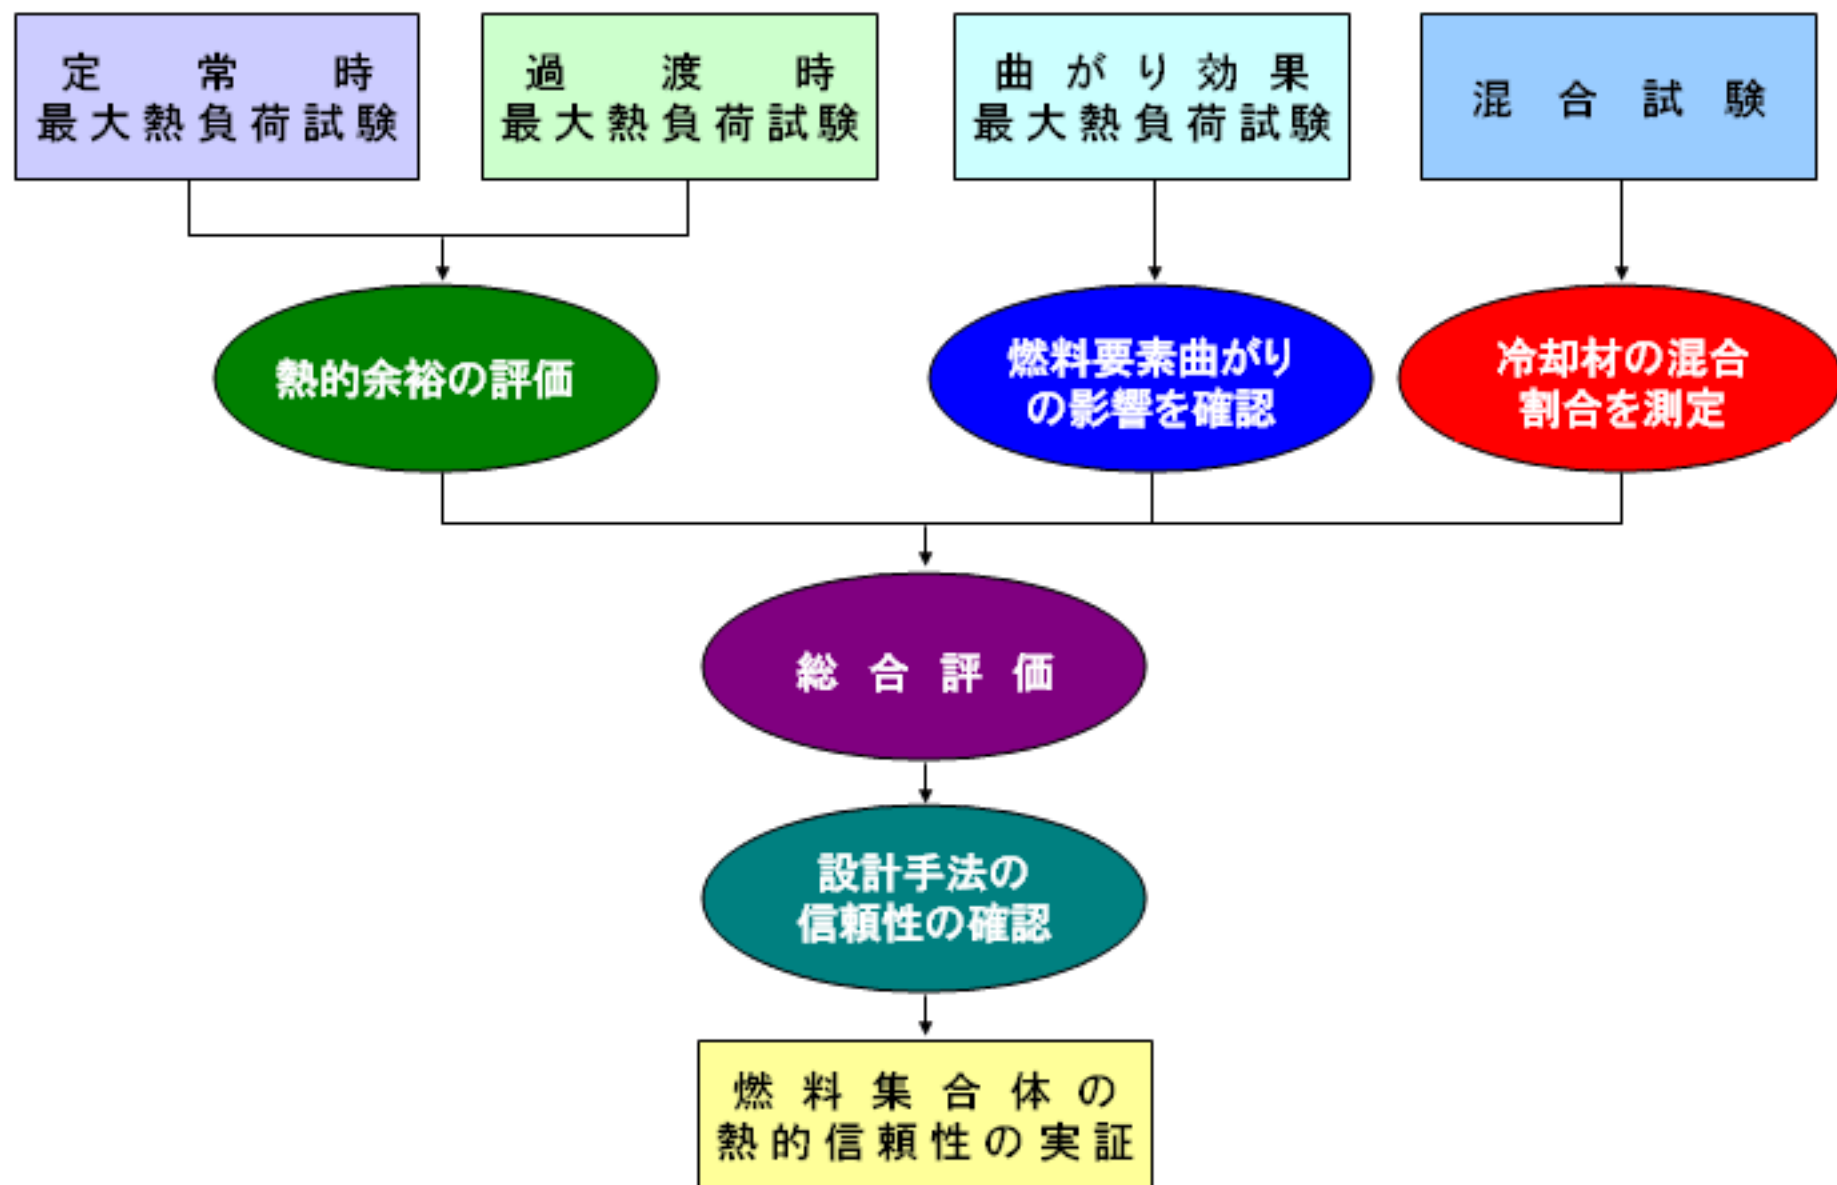 定常時
最大熱負荷試験
過渡時
最大熱負荷試験
曲がり効果
最大熱負荷試験
混合試験
熱的余裕の評価
燃料要素曲がり
の影響を確認
冷却材の混合
割合を測定
総合評価
設計手法の
信頼性の確認
燃料集合体の
熱的信頼性の実証